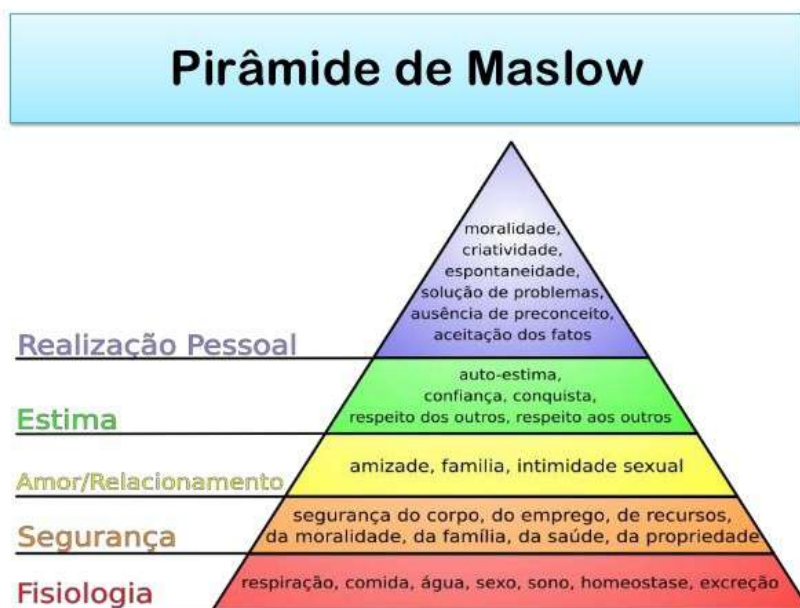 Pirâmide de Maslow
moralidade,
criatividade,
espontaneidade,
solução de problemas,
ausência de preconceito,
aceitação dos fatos
Realização Pessoal
auto-estima,
confiança, conquista,
respeito dos outros, respeito aos outros
Estima
amizade, familia, intimidade sexual
Amor/Relacionamento
segurança do corpo, do emprego, de recursos,
da moralidade, da família, da saúde, da propriedade
Segurança
respiração, comida, água, sexo, sono, homeostase, excreção
Fisiologia